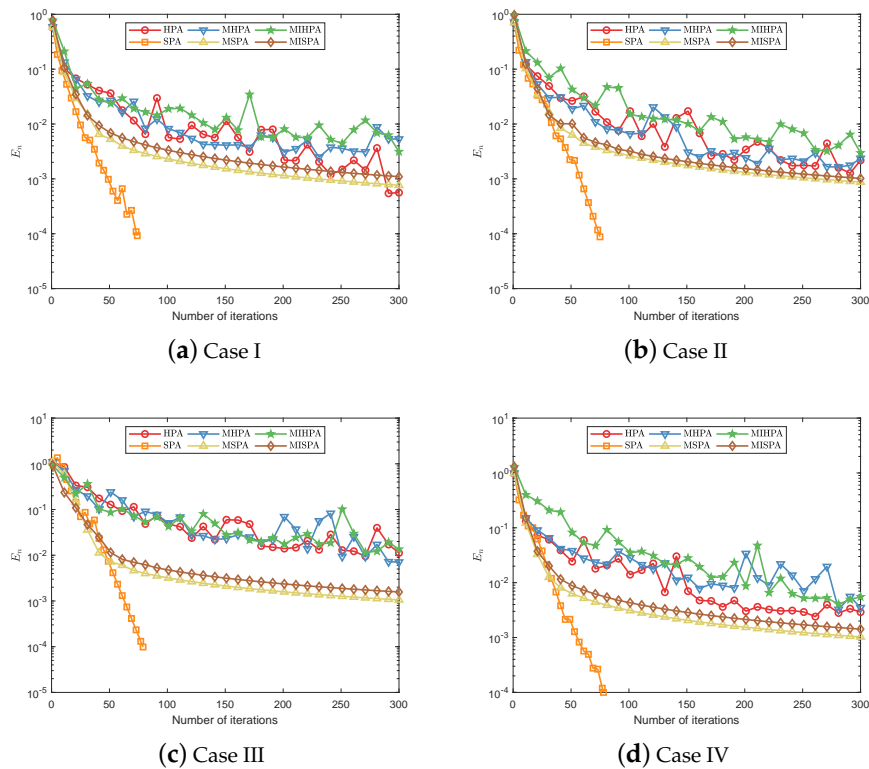 10^0
10^-1
10^-2
10^-3
10^-4
10^-5
E_n
HPA MHPA MIHPA
SPA MSPA MISPA
0 50 100 150 200 250 300
Number of iterations
(a) Case I
10^0
10^-1
10^-2
10^-3
10^-4
10^-5
E_n
HPA MHPA MIHPA
SPA MSPA MISPA
0 50 100 150 200 250 300
Number of iterations
(b) Case II
10^1
10^0
10^-1
10^-2
10^-3
10^-4
10^-5
E_n
HPA MHPA MIHPA
SPA MSPA MISPA
0 50 100 150 200 250 300
Number of iterations
(c) Case III
10^1
10^0
10^-1
10^-2
10^-3
10^-4
E_n
HPA MHPA MIHPA
SPA MSPA MISPA
0 50 100 150 200 250 300
Number of iterations
(d) Case IV